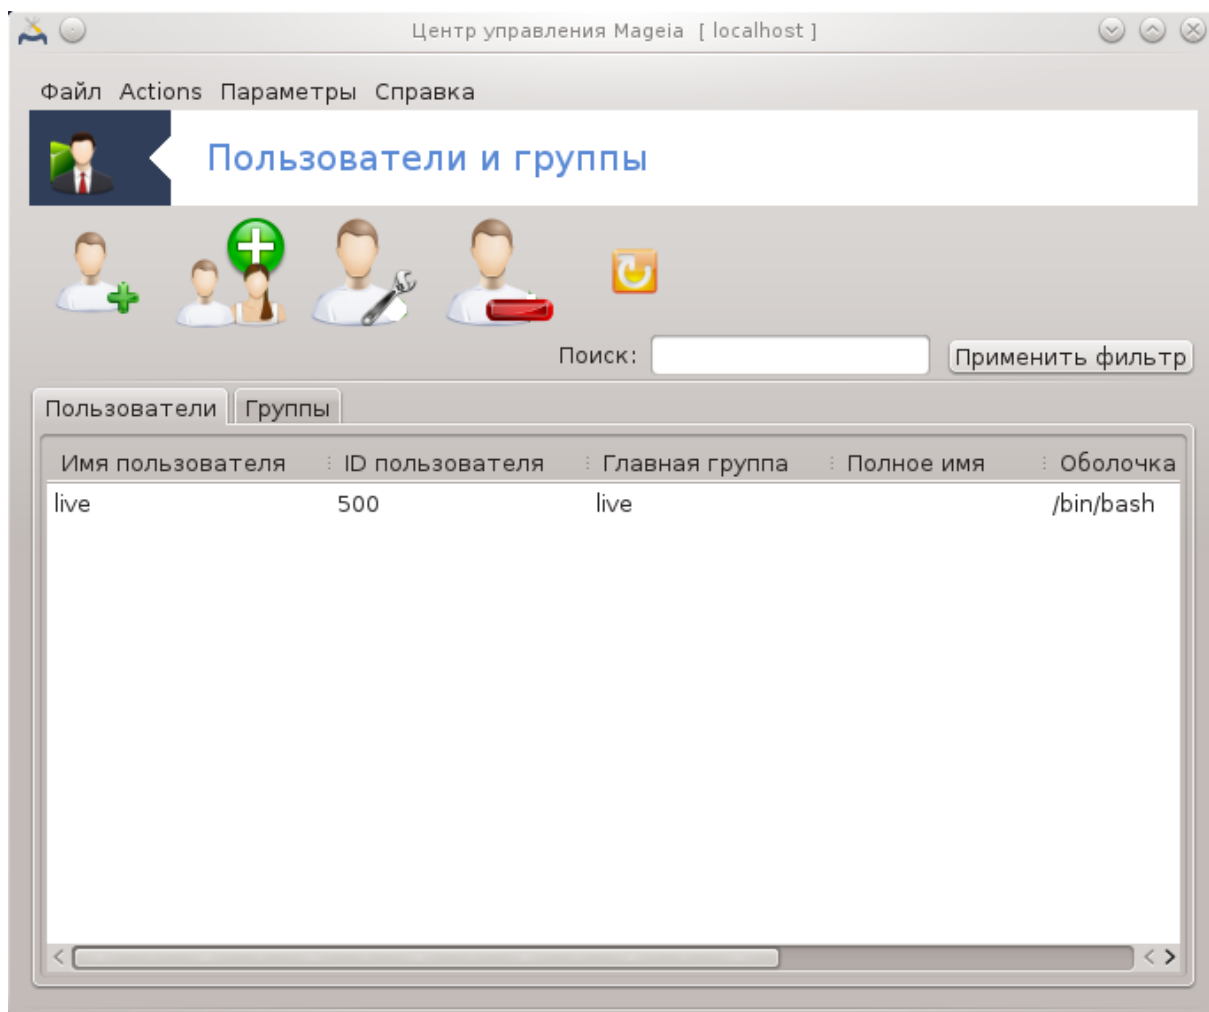 Центр управления Mageia [ localhost ]
Файл Actions Параметры Справка
Пользователи и группы
Поиск: Применить фильтр
Пользователи Группы
Имя пользователя ID пользователя Главная группа Полное имя Оболочка
live 500 live /bin/bash